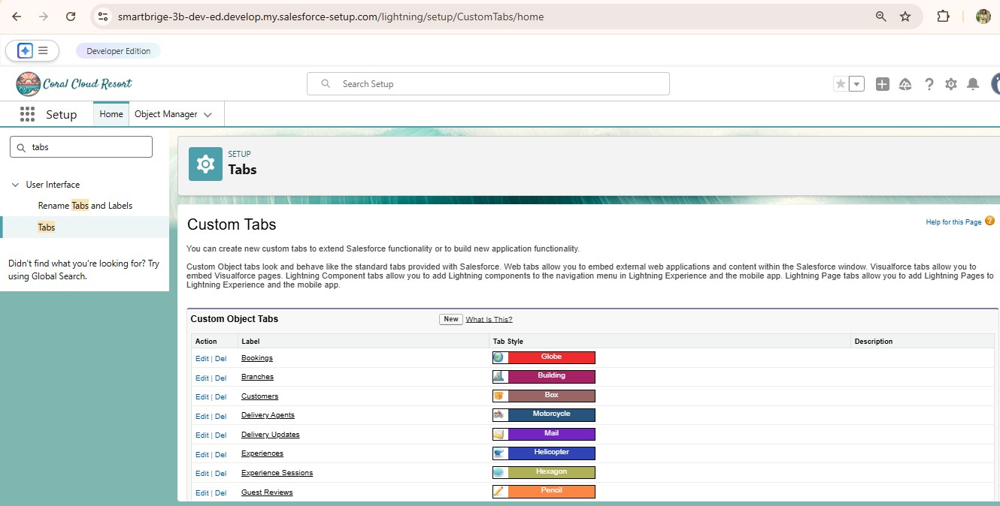 smartbrige-3b-dev-ed.develop.my.salesforce-setup.com/lightning/setup/CustomTabs/home
Developer Edition
Coral Cloud Resort
Search Setup
Setup
Home
Object Manager
tabs
User Interface
Rename Tabs and Labels
Tabs
Didn't find what you're looking for? Try
using Global Search.
SETUP
Tabs
Custom Tabs
Help for this Page ?
You can create new custom tabs to extend Salesforce functionality or to build new application functionality.
Custom Object tabs look and behave like the standard tabs provided with Salesforce. Web tabs allow you to embed external web applications and content within the Salesforce window. Visualforce tabs allow you to
embed Visualforce pages. Lightning Component tabs allow you to add Lightning components to the navigation menu in Lightning Experience and the mobile app. Lightning Page tabs allow you to add Lightning Pages to
Lightning Experience and the mobile app.
Custom Object Tabs New What Is This?
Action Label Tab Style Description
Edit | Del Bookings Globe
Edit | Del Branches Building
Edit | Del Customers Box
Edit | Del Delivery Agents Motorcycle
Edit | Del Delivery Updates Mail
Edit | Del Experiences Helicopter
Edit | Del Experience Sessions Hexagon
Edit | Del Guest Reviews Pencil